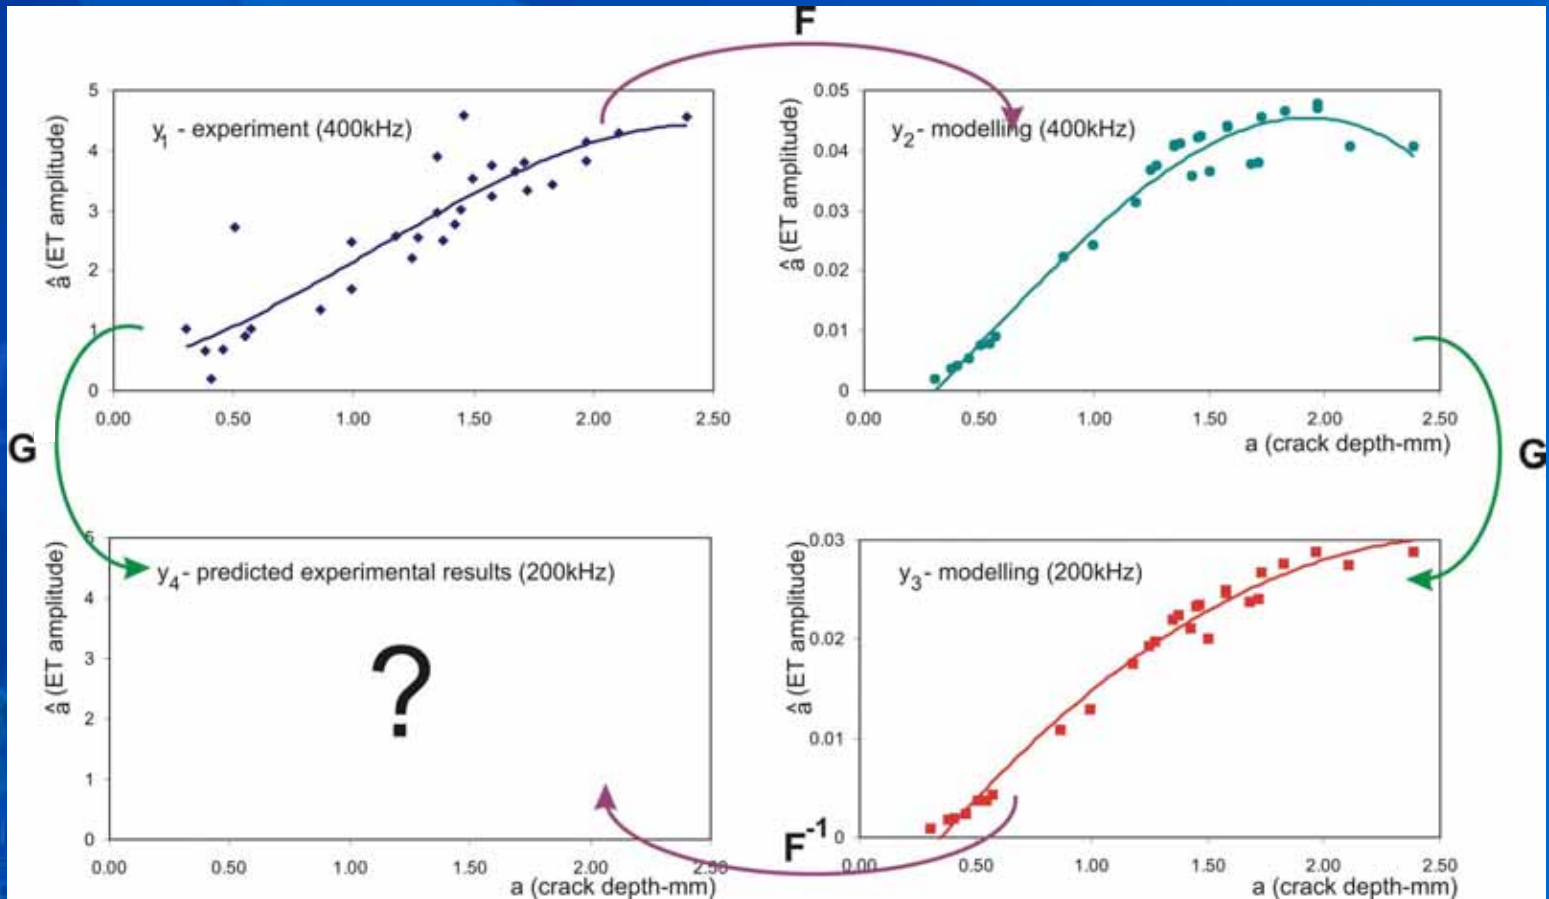 F
y1 - experiment (400kHz)
â (ET amplitude)
5
4
3
2
1
0
0.00 0.50 1.00 1.50 2.00 2.50
y2- modelling (400kHz)
â (ET amplitude)
0.05
0.04
0.03
0.02
0.01
0
0.00 0.50 1.00 1.50 2.00 2.50
a (crack depth-mm)
G
G
y4- predicted experimental results (200kHz)
â (ET amplitude)
5
4
3
2
1
0
?
0.00 0.50 1.00 1.50 2.00 2.50
a (crack depth-mm)
F-1
y3- modelling (200kHz)
â (ET amplitude)
0.03
0.02
0.01
0
0.00 0.50 1.00 1.50 2.00 2.50
a (crack depth-mm)